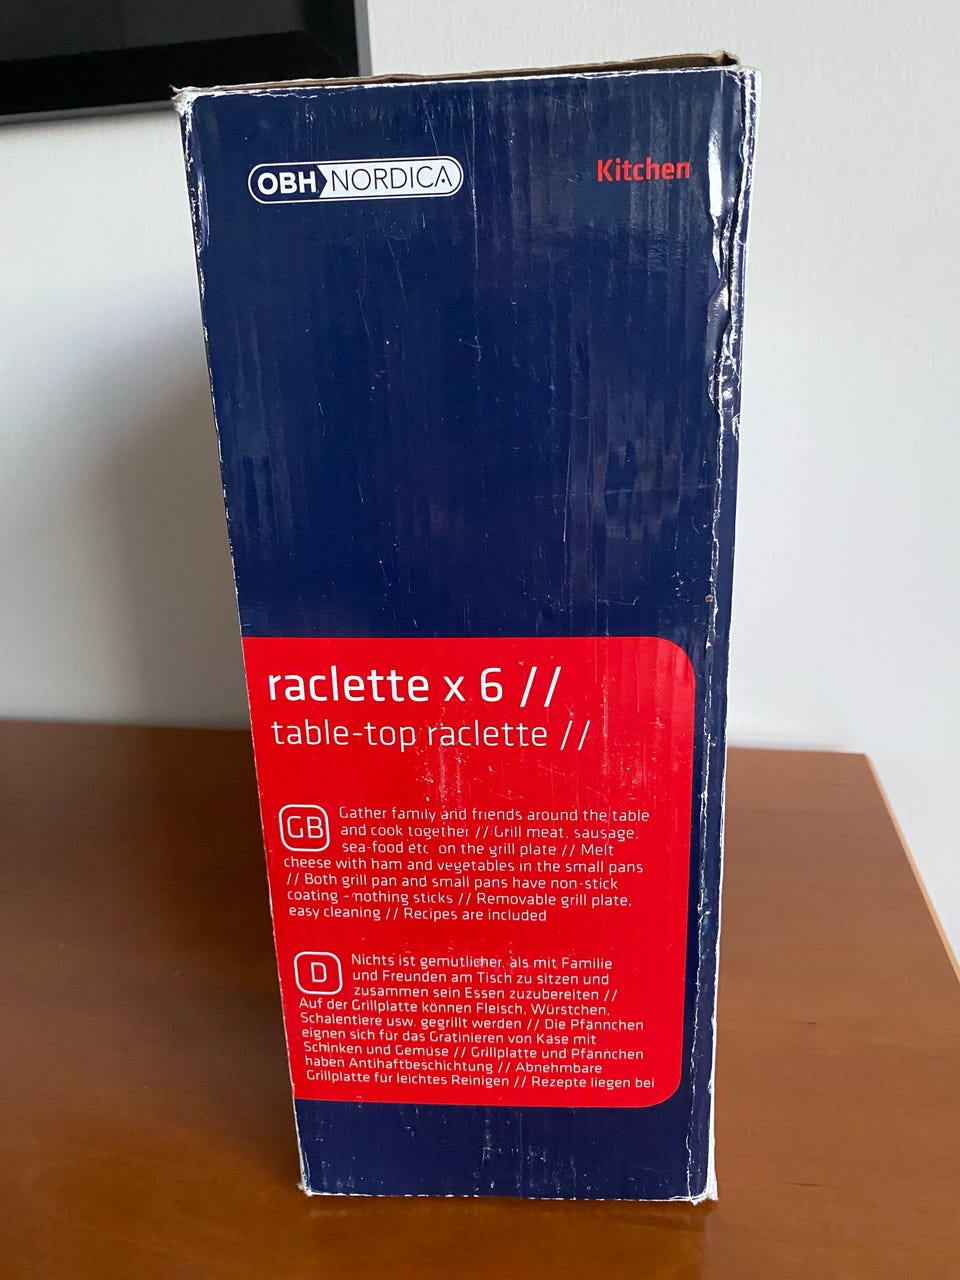 OBH NORDICA
Kitchen
raclette x 6 //
table-top raclette //
GB
Gather family and friends around the table
and cook together // Grill meat, sausage,
sea-food etc on the grill plate // Melt
cheese with ham and vegetables in the small pans
// Both grill pan and small pans have non-stick
coating - nothing sticks // Removable grill plate,
easy cleaning // Recipes are included
D
Nichts ist gemütlicher, als mit Familie
und Freunden am Tisch zu sitzen und
zusammen sein Essen zuzubereiten //
Auf der Grillplatte können Fleisch, Würstchen,
Schalentiere usw. gegrillt werden // Die Pfännchen
eignen sich für das Gratinieren von Käse mit
Schinken und Gemüse // Grillplatte und Pfännchen
haben Antihaftbeschichtung // Abnehmbare
Grillplatte für leichtes Reinigen // Rezepte liegen bei